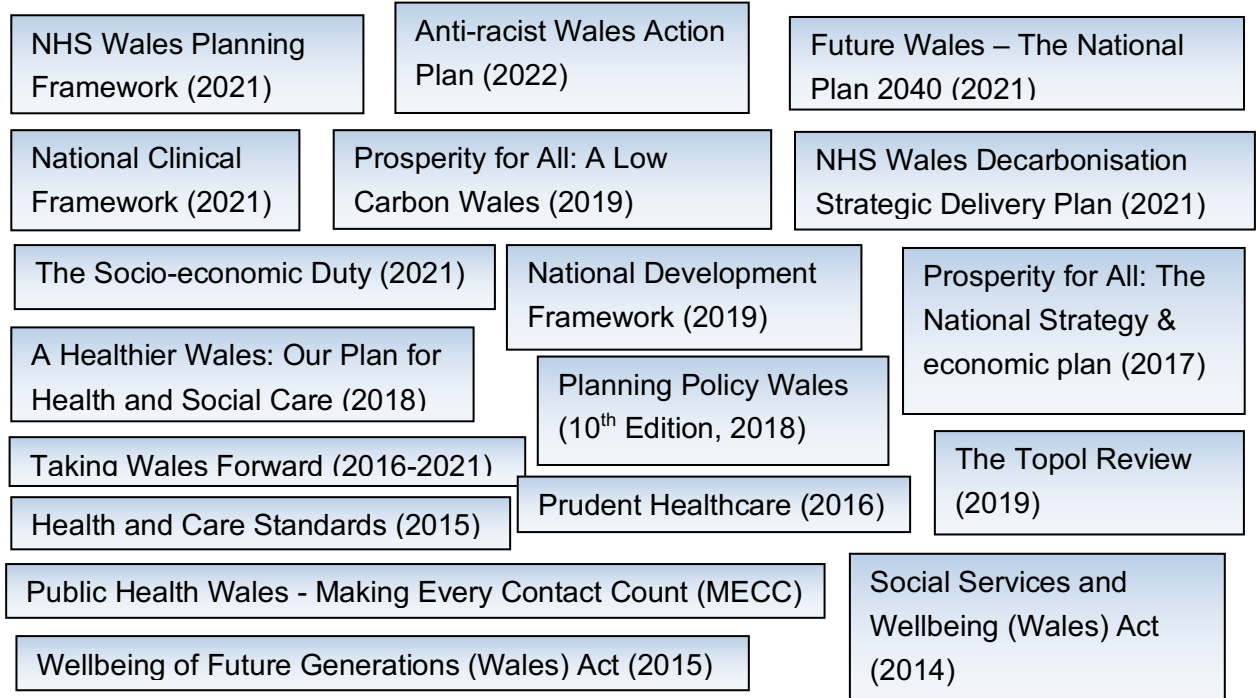 NHS Wales Planning
Framework (2021)
Anti-racist Wales Action
Plan (2022)
Future Wales – The National
Plan 2040 (2021)
National Clinical
Framework (2021)
Prosperity for All: A Low
Carbon Wales (2019)
NHS Wales Decarbonisation
Strategic Delivery Plan (2021)
The Socio-economic Duty (2021)
National Development
Framework (2019)
Prosperity for All: The
National Strategy &
economic plan (2017)
A Healthier Wales: Our Plan for
Health and Social Care (2018)
Planning Policy Wales
(10th Edition, 2018)
Taking Wales Forward (2016-2021)
The Topol Review
(2019)
Prudent Healthcare (2016)
Health and Care Standards (2015)
Public Health Wales - Making Every Contact Count (MECC)
Social Services and
Wellbeing (Wales) Act
(2014)
Wellbeing of Future Generations (Wales) Act (2015)